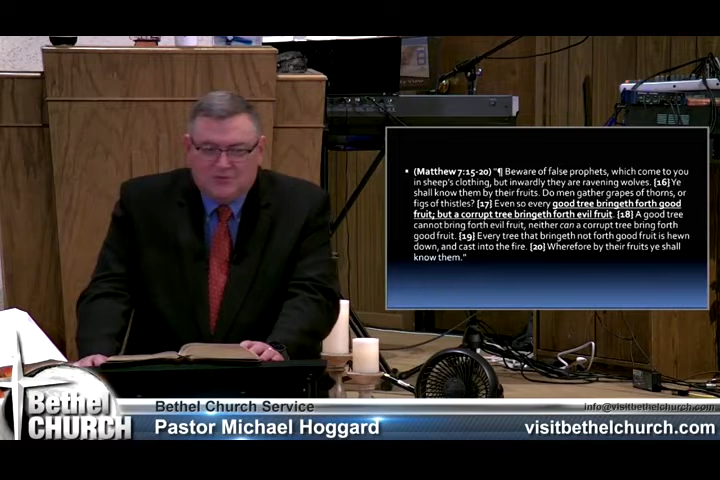 ▪ (Matthew 7:15-20) "¶ Beware of false prophets, which come to you
in sheep's clothing, but inwardly they are ravening wolves. [16] Ye
shall know them by their fruits. Do men gather grapes of thorns, or
figs of thistles? [17] Even so every good tree bringeth forth good
fruit; but a corrupt tree bringeth forth evil fruit. [18] A good tree
cannot bring forth evil fruit, neither can a corrupt tree bring forth
good fruit. [19] Every tree that bringeth not forth good fruit is hewn
down, and cast into the fire. [20] Wherefore by their fruits ye shall
know them."
Bethel
CHURCH
Bethel Church Service
info@visitbethelchurch.com
Pastor Michael Hoggard
visitbethelchurch.com